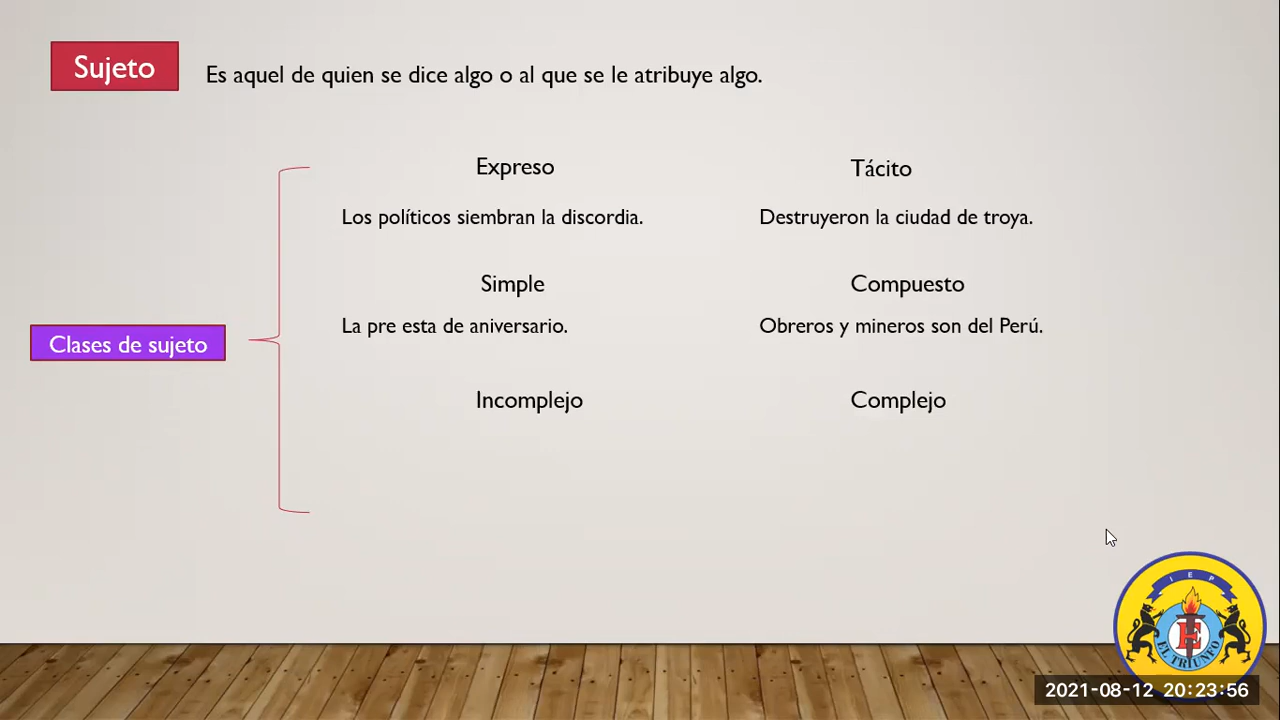 Sujeto
Es aquel de quien se dice algo o al que se le atribuye algo.
Expreso
Tácito
Los políticos siembran la discordia.
Destruyeron la ciudad de troya.
Simple
Compuesto
La pre esta de aniversario.
Obreros y mineros son del Perú.
Clases de sujeto
Incomplejo
Complejo
I E P
E
EL TRIUNFO
2021-08-12 20:23:56